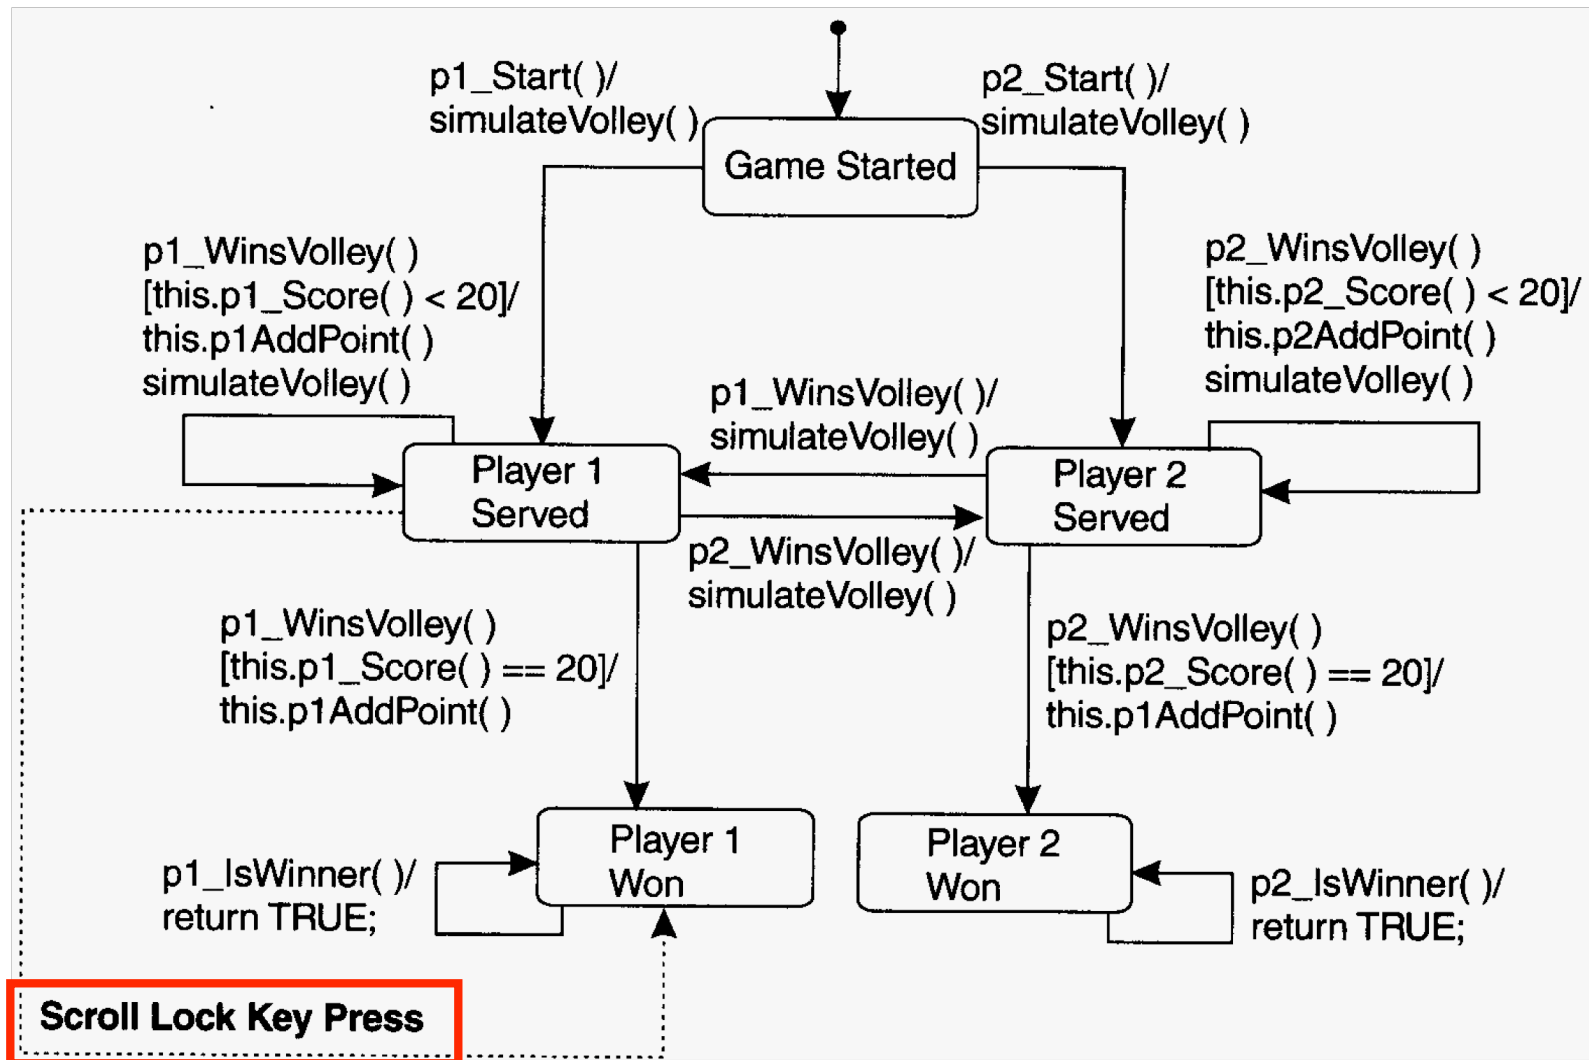 p1_Start( )/
simulateVolley( )
p2_Start( )/
simulateVolley( )
Game Started
p1_WinsVolley( )
[this.p1_Score( ) < 20]/
this.p1AddPoint( )
simulateVolley( )
p2_WinsVolley( )
[this.p2_Score( ) < 20]/
this.p2AddPoint( )
simulateVolley( )
p1_WinsVolley( )/
simulateVolley( )
Player 1
Served
Player 2
Served
p2_WinsVolley( )/
simulateVolley( )
p1_WinsVolley( )
[this.p1_Score( ) == 20]/
this.p1AddPoint( )
p2_WinsVolley( )
[this.p2_Score( ) == 20]/
this.p1AddPoint( )
Player 1
Won
Player 2
Won
p1_IsWinner( )/
return TRUE;
p2_IsWinner( )/
return TRUE;
Scroll Lock Key Press